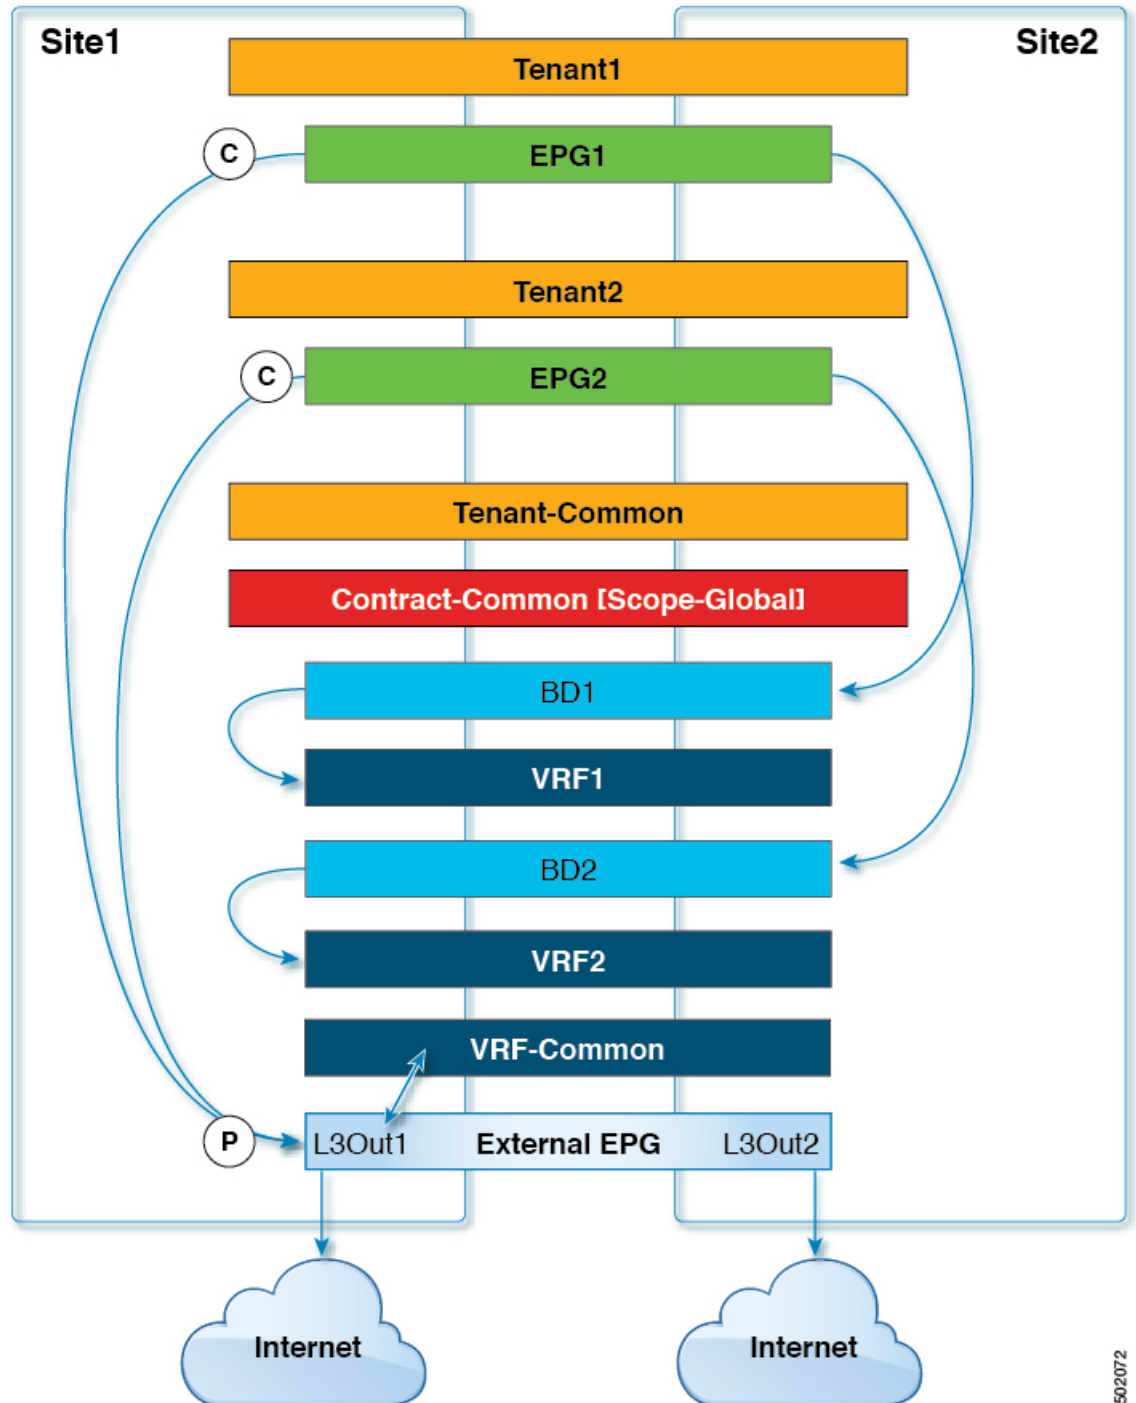 Site1
Site2
Tenant1
C
EPG1
Tenant2
C
EPG2
Tenant-Common
Contract-Common [Scope-Global]
BD1
VRF1
BD2
VRF2
VRF-Common
P
L3Out1 External EPG L3Out2
Internet
Internet
502072